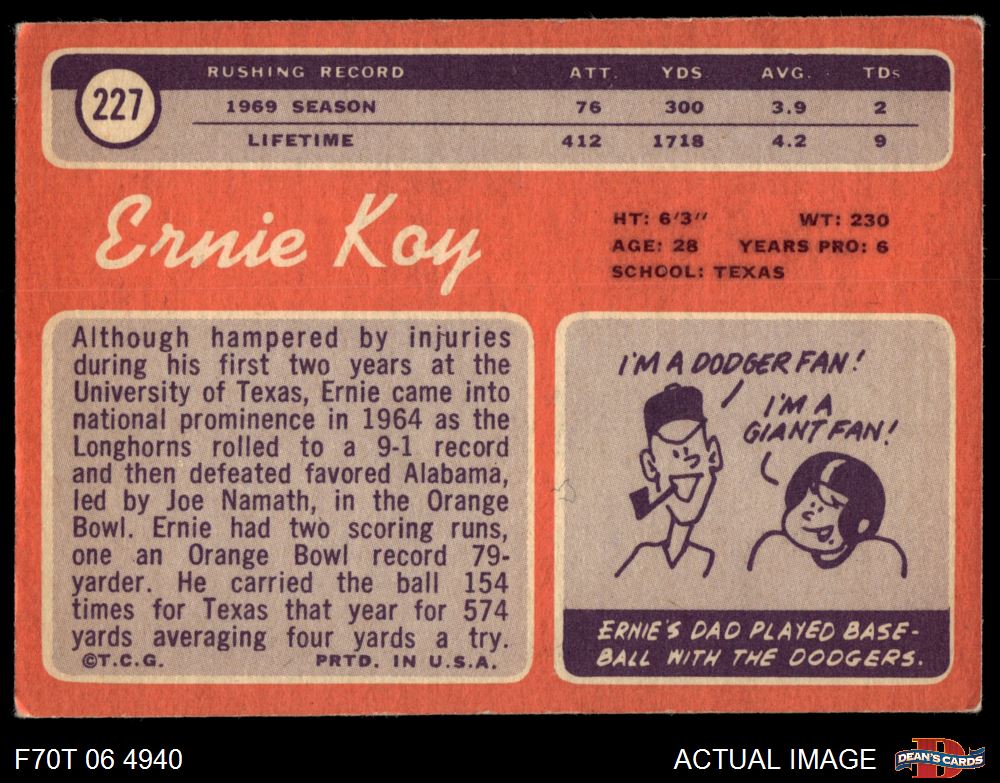 227
RUSHING RECORD ATT. YDS AVG. TDs
1969 SEASON 76 300 3.9 2
LIFETIME 412 1718 4.2 9
Ernie Koy
HT: 6'3" WT: 230
AGE: 28 YEARS PRO: 6
SCHOOL: TEXAS
Although hampered by injuries
during his first two years at the
University of Texas, Ernie came into
national prominence in 1964 as the
Longhorns rolled to a 9-1 record
and then defeated favored Alabama,
led by Joe Namath, in the Orange
Bowl. Ernie had two scoring runs,
one an Orange Bowl record 79-
yarder. He carried the ball 154
times for Texas that year for 574
yards averaging four yards a try.
©T.C.G. PRTD. IN U.S.A.
I'M A DODGER FAN!
I'M A
GIANT FAN!
ERNIE'S DAD PLAYED BASE-
BALL WITH THE DODGERS.
F70T 06 4940
ACTUAL IMAGE
D
DEAN'S CARDS